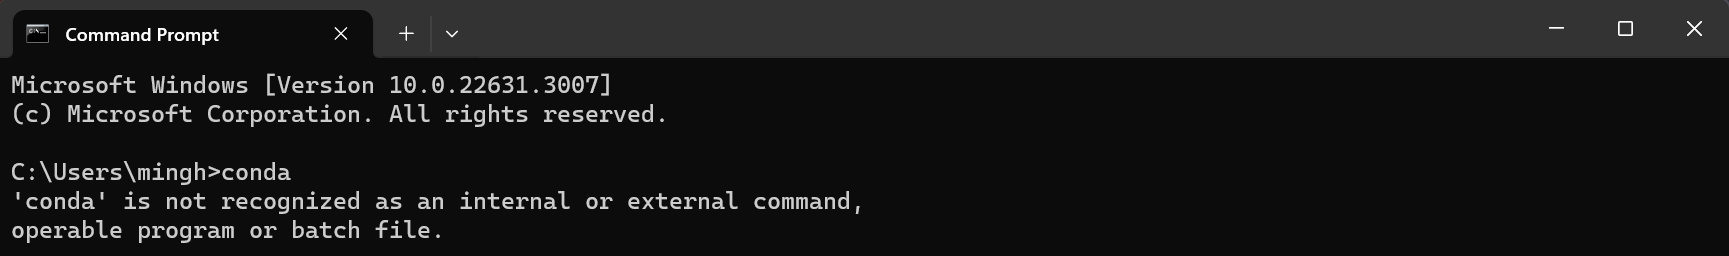 Command Prompt
Microsoft Windows [Version 10.0.22631.3007]
(c) Microsoft Corporation. All rights reserved.
C:\Users\mingh>conda
'conda' is not recognized as an internal or external command,
operable program or batch file.